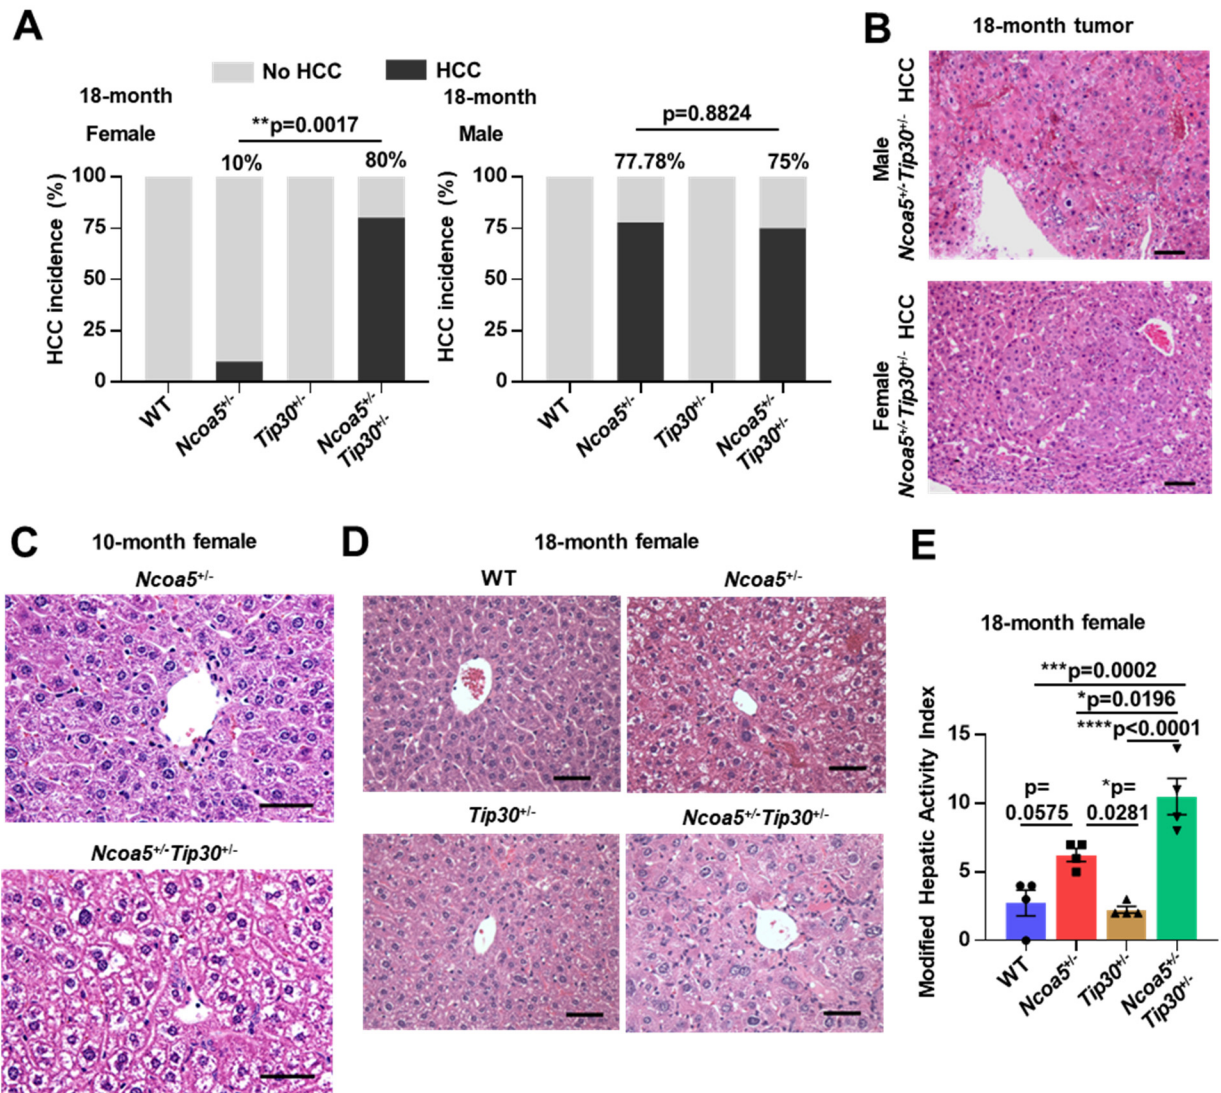 A
No HCC
HCC
18-month
Female
**p=0.0017
10%
80%
HCC incidence (%)
100
75
50
25
0
WT
Ncoa5+/-
Tip30+/-
Ncoa5+/-
Tip30+/-
18-month
Male
p=0.8824
77.78%
75%
HCC incidence (%)
100
75
50
25
0
WT
Ncoa5+/-
Tip30+/-
Ncoa5+/-
Tip30+/-
B
18-month tumor
Male
Ncoa5+/-Tip30+/- HCC
Female
Ncoa5+/-Tip30+/- HCC
C
10-month female
Ncoa5+/-
Ncoa5+/-Tip30+/-
D
18-month female
WT
Ncoa5+/-
Tip30+/-
Ncoa5+/-Tip30+/-
E
18-month female
***p=0.0002
*p=0.0196
****p<0.0001
p=
0.0575
*p=
0.0281
Modified Hepatic Activity Index
15
10
5
0
WT
Ncoa5+/-
Tip30+/-
Ncoa5+/-
Tip30+/-